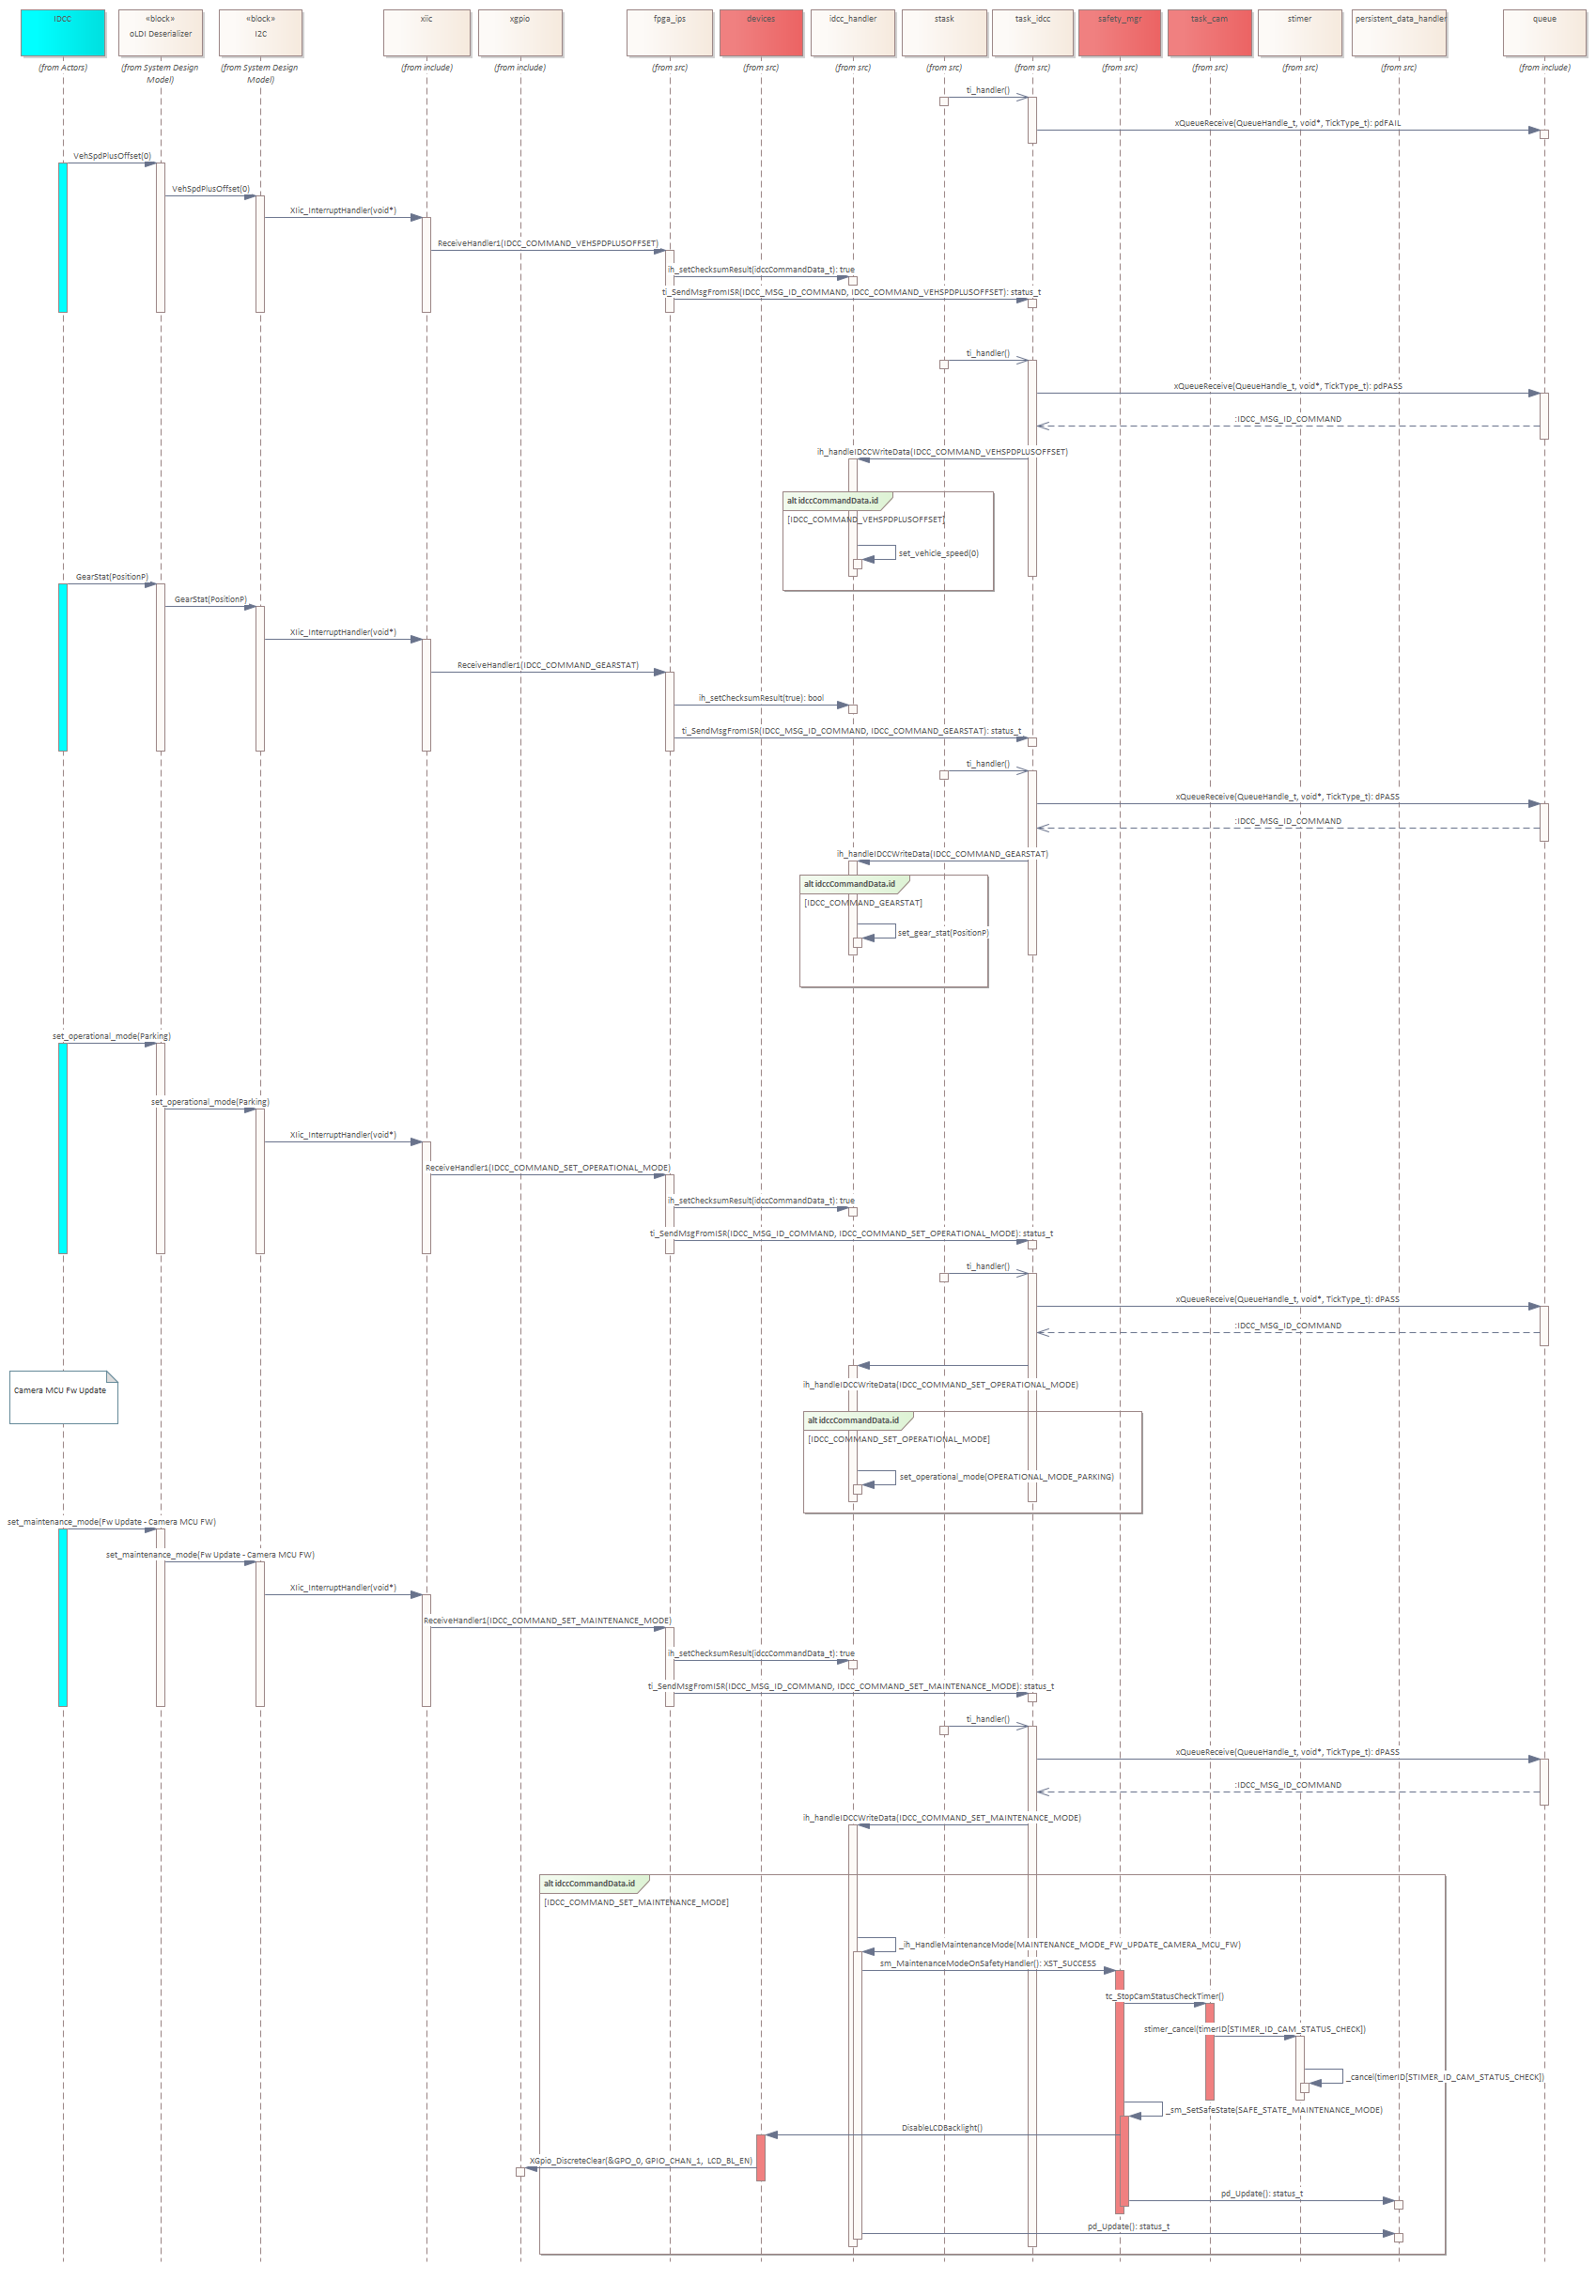 IDCC
«block»
oLDI Deserializer
«block»
I2C
xiic
xgpio
fpga_ips
devices
idcc_handler
stask
task_idcc
safety_mgr
task_cam
stimer
persistent_data_handler
queue
(from Actors)
(from System Design
Model)
(from System Design
Model)
(from include)
(from include)
(from src)
(from src)
(from src)
(from src)
(from src)
(from src)
(from src)
(from src)
(from src)
(from include)
ti_handler()
xQueueReceive(QueueHandle_t, void*, TickType_t): pdFAIL
VehSpdPlusOffset(0)
VehSpdPlusOffset(0)
XIic_InterruptHandler(void*)
ReceiveHandler1(IDCC_COMMAND_VEHSPDPLUSOFFSET)
ih_setChecksumResult(idccCommandData_t): true
ti_SendMsgFromISR(IDCC_MSG_ID_COMMAND, IDCC_COMMAND_VEHSPDPLUSOFFSET): status_t
ti_handler()
xQueueReceive(QueueHandle_t, void*, TickType_t): pdPASS
:IDCC_MSG_ID_COMMAND
ih_handleIDCCWriteData(IDCC_COMMAND_VEHSPDPLUSOFFSET)
alt idccCommandData.id
[IDCC_COMMAND_VEHSPDPLUSOFFSET]
set_vehicle_speed(0)
GearStat(PositionP)
GearStat(PositionP)
XIic_InterruptHandler(void*)
ReceiveHandler1(IDCC_COMMAND_GEARSTAT)
ih_setChecksumResult(true): bool
ti_SendMsgFromISR(IDCC_MSG_ID_COMMAND, IDCC_COMMAND_GEARSTAT): status_t
ti_handler()
xQueueReceive(QueueHandle_t, void*, TickType_t): dPASS
:IDCC_MSG_ID_COMMAND
ih_handleIDCCWriteData(IDCC_COMMAND_GEARSTAT)
alt idccCommandData.id
[IDCC_COMMAND_GEARSTAT]
set_gear_stat(PositionP)
set_operational_mode(Parking)
set_operational_mode(Parking)
XIic_InterruptHandler(void*)
ReceiveHandler1(IDCC_COMMAND_SET_OPERATIONAL_MODE)
ih_setChecksumResult(idccCommandData_t): true
ti_SendMsgFromISR(IDCC_MSG_ID_COMMAND, IDCC_COMMAND_SET_OPERATIONAL_MODE): status_t
ti_handler()
xQueueReceive(QueueHandle_t, void*, TickType_t): dPASS
:IDCC_MSG_ID_COMMAND
ih_handleIDCCWriteData(IDCC_COMMAND_SET_OPERATIONAL_MODE)
Camera MCU Fw Update
alt idccCommandData.id
[IDCC_COMMAND_SET_OPERATIONAL_MODE]
set_operational_mode(OPERATIONAL_MODE_PARKING)
set_maintenance_mode(Fw Update - Camera MCU FW)
set_maintenance_mode(Fw Update - Camera MCU FW)
XIic_InterruptHandler(void*)
ReceiveHandler1(IDCC_COMMAND_SET_MAINTENANCE_MODE)
ih_setChecksumResult(idccCommandData_t): true
ti_SendMsgFromISR(IDCC_MSG_ID_COMMAND, IDCC_COMMAND_SET_MAINTENANCE_MODE): status_t
ti_handler()
xQueueReceive(QueueHandle_t, void*, TickType_t): dPASS
:IDCC_MSG_ID_COMMAND
ih_handleIDCCWriteData(IDCC_COMMAND_SET_MAINTENANCE_MODE)
alt idccCommandData.id
[IDCC_COMMAND_SET_MAINTENANCE_MODE]
_ih_HandleMaintenanceMode(MAINTENANCE_MODE_FW_UPDATE_CAMERA_MCU_FW)
sm_MaintenanceModeOnSafetyHandler(): XST_SUCCESS
tc_StopCamStatusCheckTimer()
stimer_cancel(timerID[STIMER_ID_CAM_STATUS_CHECK])
_cancel(timerID[STIMER_ID_CAM_STATUS_CHECK])
_sm_SetSafeState(SAFE_STATE_MAINTENANCE_MODE)
DisableLCDBacklight()
XGpio_DiscreteClear(&GPO_0, GPIO_CHAN_1, LCD_BL_EN)
pd_Update(): status_t
pd_Update(): status_t